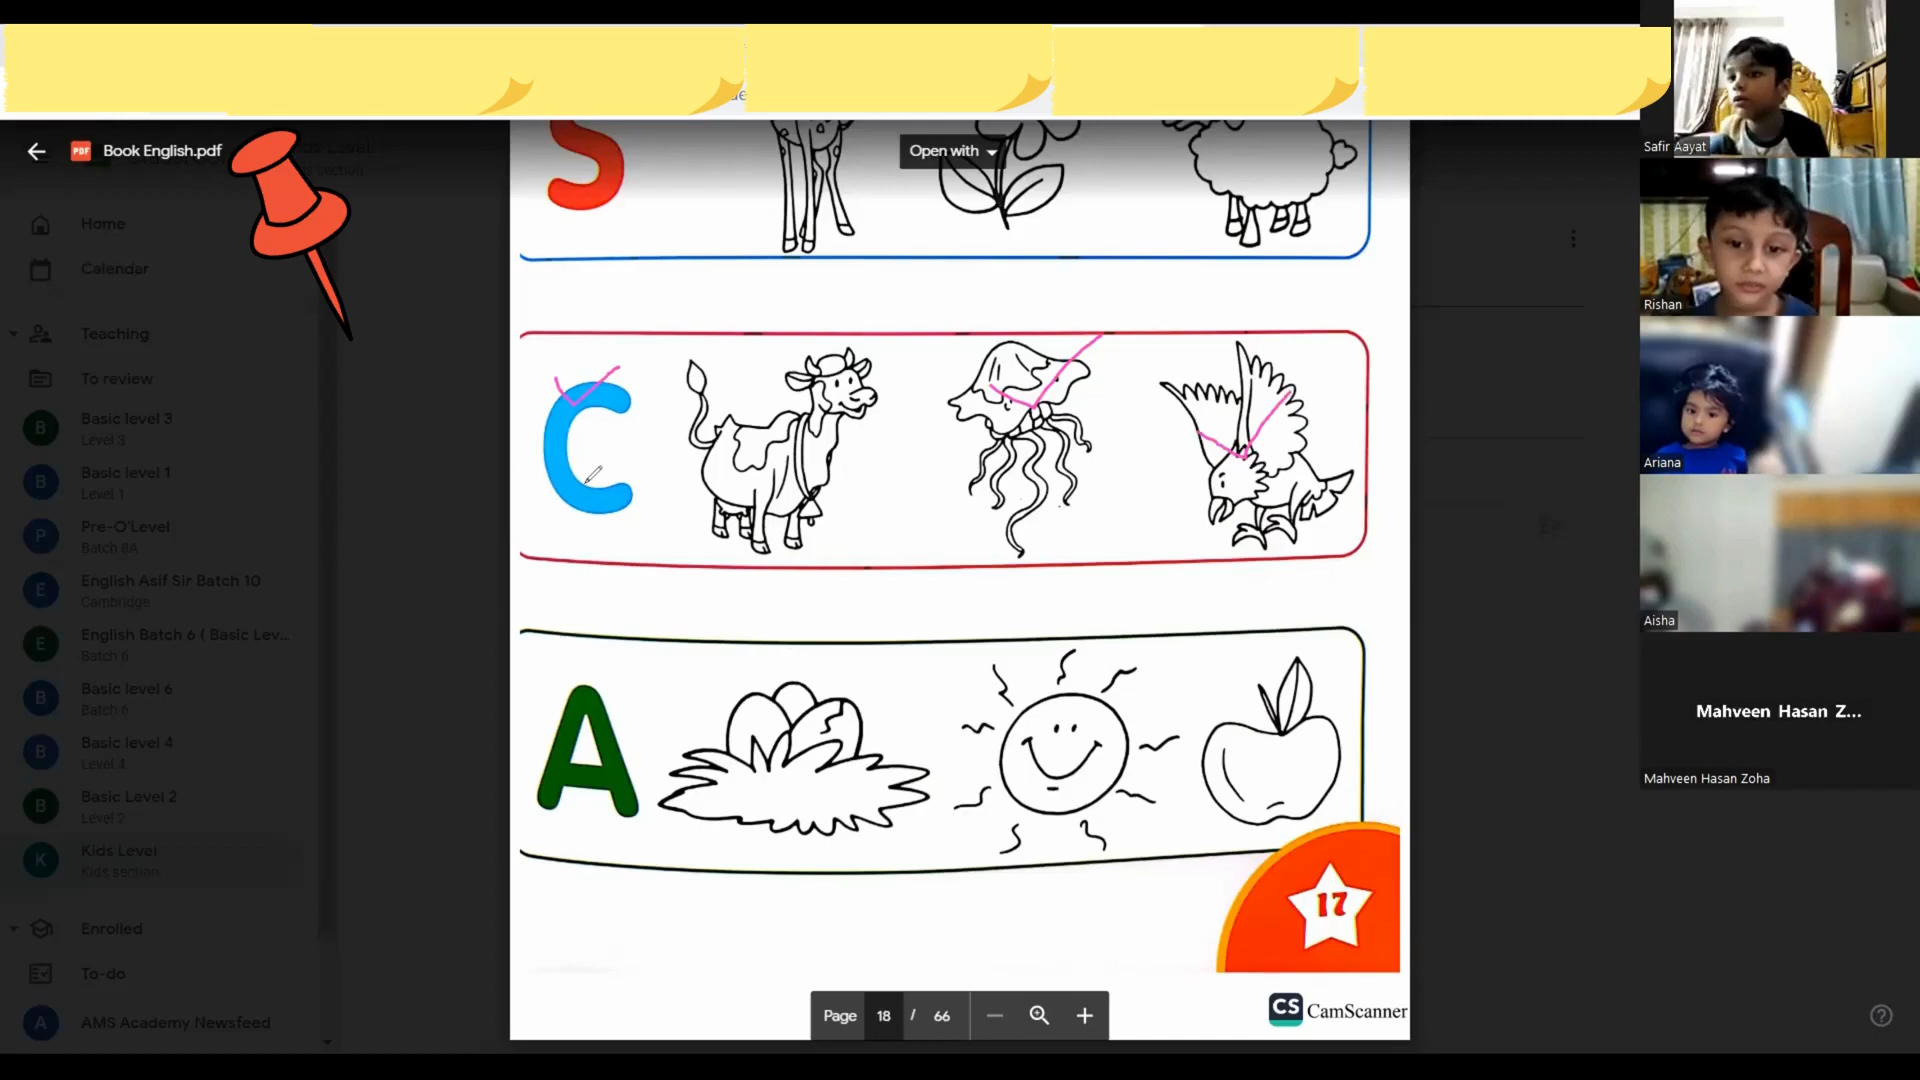 Book English.pdf
Open with
Home
Calendar
Teaching
To review
B
Basic level 3
Level 3
B
Basic level 1
Level 1
P
Pre-O'Level
Batch 8A
E
English Asif Sir Batch 10
Cambridge
E
English Batch 6 ( Basic Lev...
Batch 6
B
Basic level 6
Batch 6
B
Basic level 4
Level 4
B
Basic Level 2
Level 2
K
Kids Level
Kids section
Enrolled
To-do
A
AMS Academy Newsfeed
S
C
A
17
Page 18 / 66
CS CamScanner
Safir Aayat
Rishan
Ariana
Aisha
Mahveen Hasan Z...
Mahveen Hasan Zoha